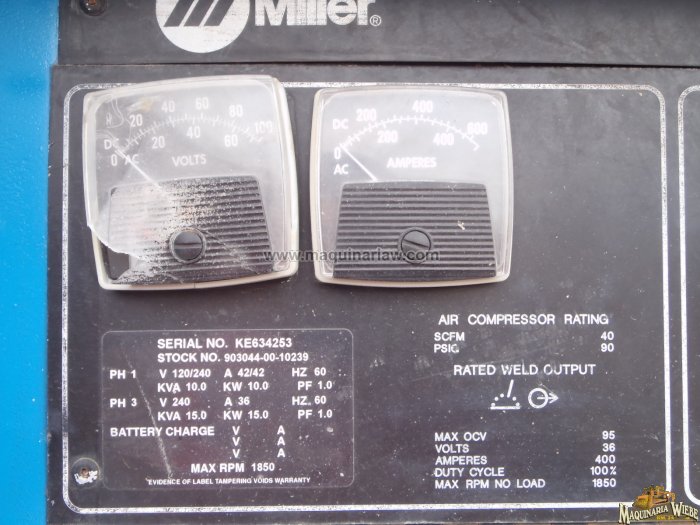 Miller®
20 40 60 80 100
DC
0 20 40 60
AC
VOLTS
200 400 600
DC
0 200 400
AC
AMPERES
www.maquinarlaw.com
SERIAL NO. KE634253
STOCK NO. 903044-00-10239
PH 1 V 120/240 A 42/42 HZ 60
KVA 10.0 KW 10.0 PF 1.0
PH 3 V 240 A 36 HZ 60
KVA 15.0 KW 15.0 PF 1.0
BATTERY CHARGE V A
V A
V A
MAX RPM 1850
EVIDENCE OF LABEL TAMPERING VOIDS WARRANTY
AIR COMPRESSOR RATING
SCFM 40
PSIG 90
RATED WELD OUTPUT
MAX OCV 95
VOLTS 36
AMPERES 400
DUTY CYCLE 100%
MAX RPM NO LOAD 1850
MAQUINARIA WIEBE